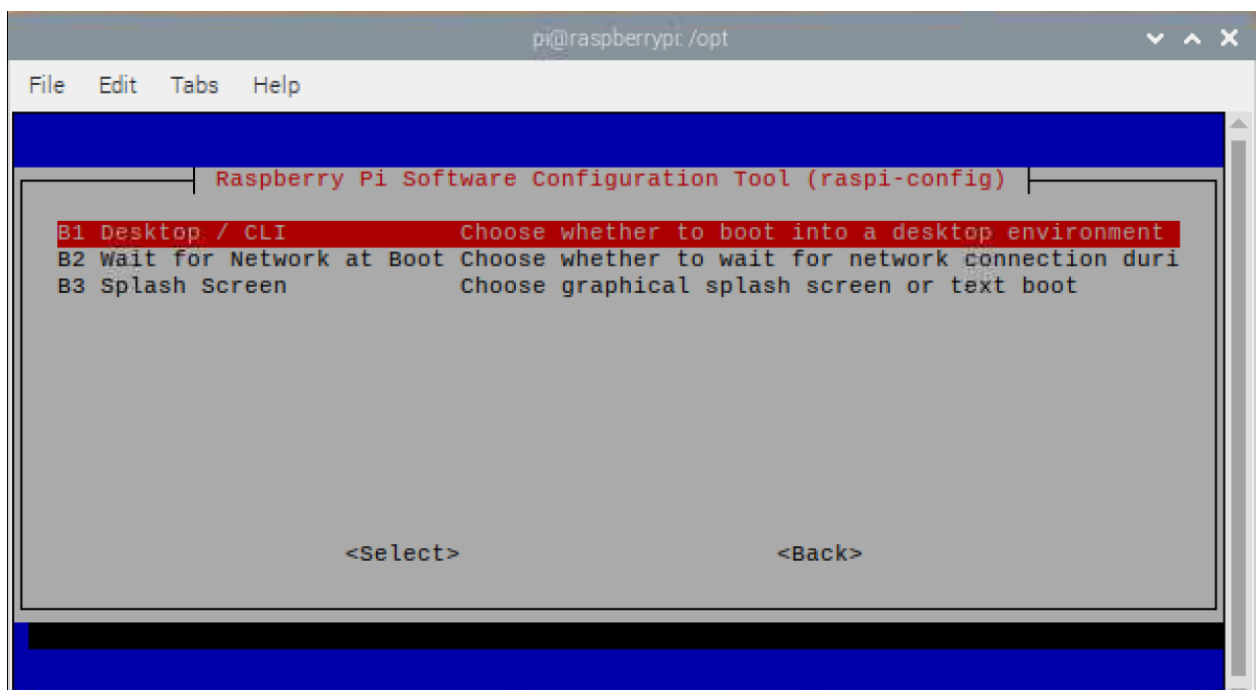 pi@raspberrypi: /opt
File Edit Tabs Help
Raspberry Pi Software Configuration Tool (raspi-config)
B1 Desktop / CLI Choose whether to boot into a desktop environment
B2 Wait for Network at Boot Choose whether to wait for network connection duri
B3 Splash Screen Choose graphical splash screen or text boot
<Select> <Back>